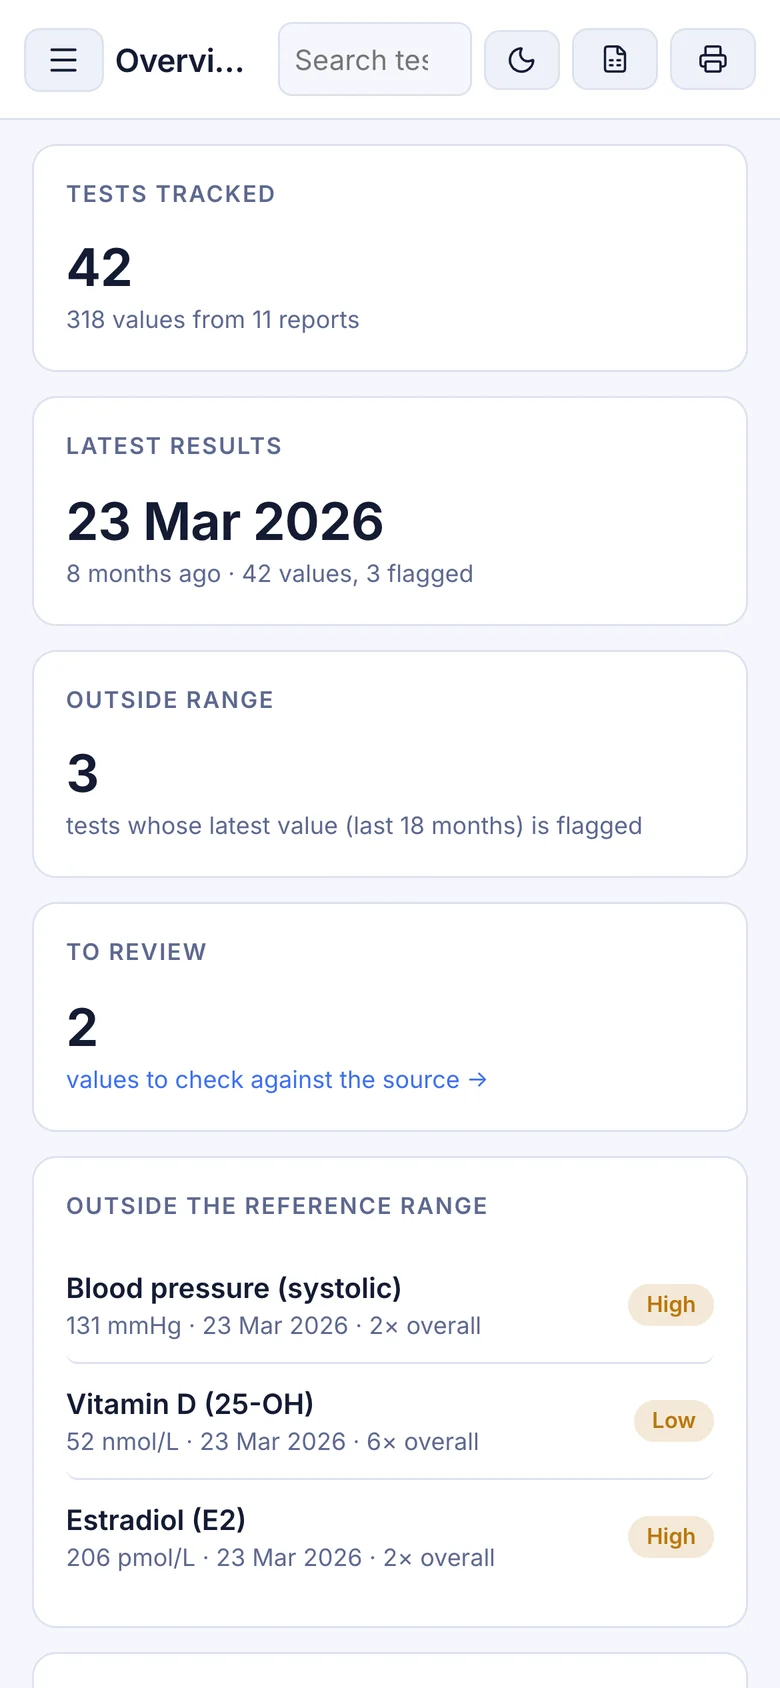 Overvi...
Search tes
TESTS TRACKED
42
318 values from 11 reports
LATEST RESULTS
23 Mar 2026
8 months ago · 42 values, 3 flagged
OUTSIDE RANGE
3
tests whose latest value (last 18 months) is flagged
TO REVIEW
2
values to check against the source →
OUTSIDE THE REFERENCE RANGE
Blood pressure (systolic)
131 mmHg · 23 Mar 2026 · 2× overall
High
Vitamin D (25-OH)
52 nmol/L · 23 Mar 2026 · 6× overall
Low
Estradiol (E2)
206 pmol/L · 23 Mar 2026 · 2× overall
High